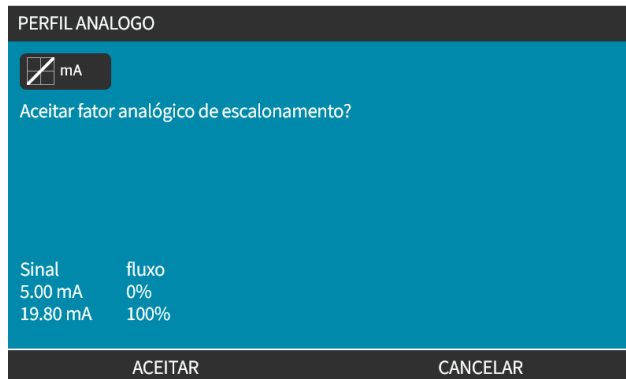 PERFIL ANALOGO
mA
Aceitar fator analógico de escalonamento?
Sinal fluxo
5.00 mA 0%
19.80 mA 100%
ACEITAR CANCELAR